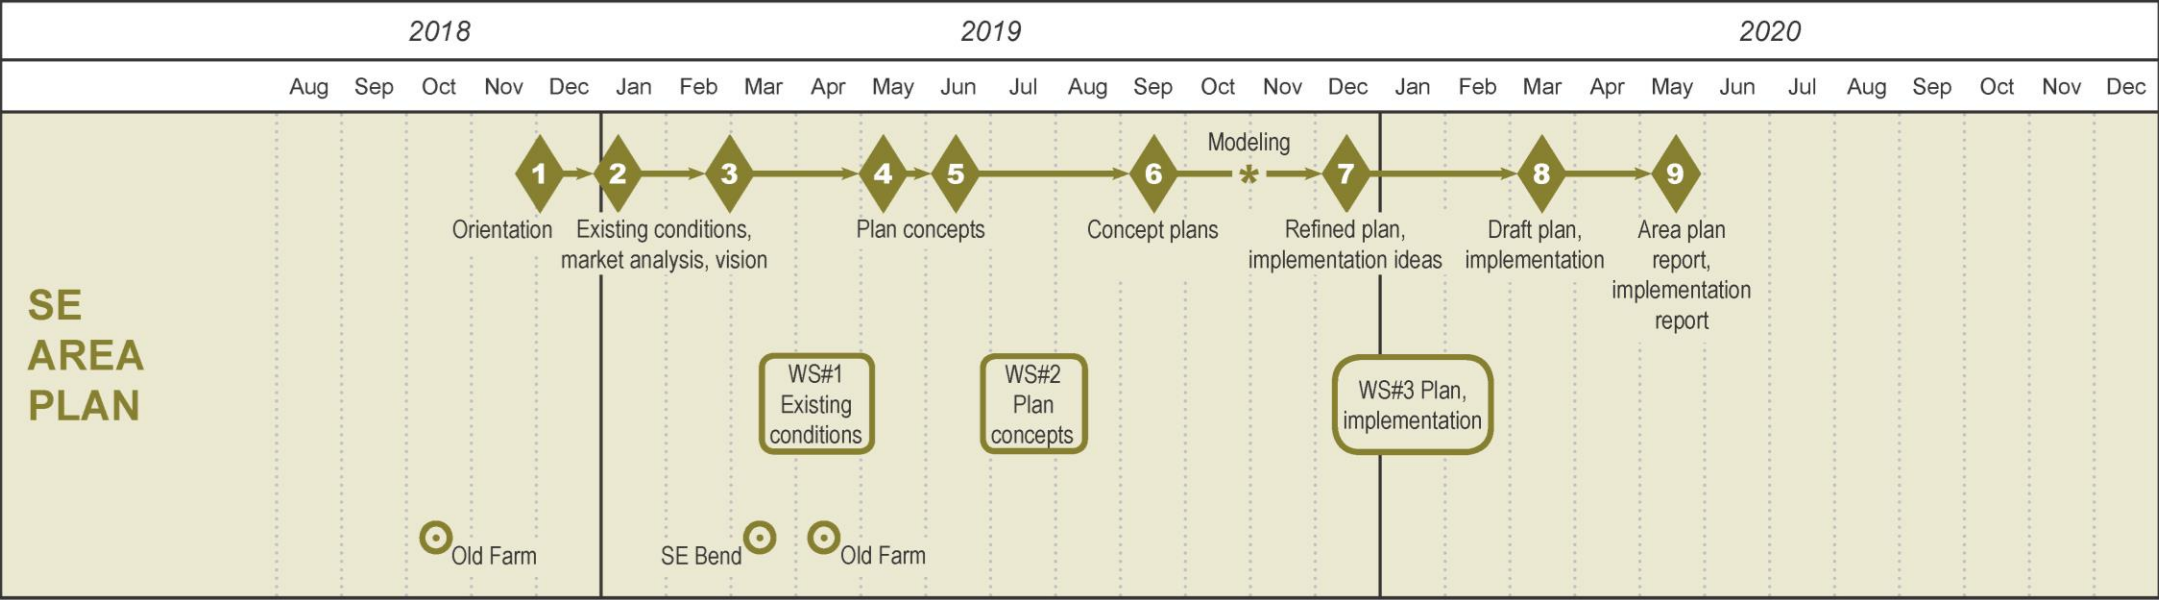 2018 2019 2020
Aug Sep Oct Nov Dec Jan Feb Mar Apr May Jun Jul Aug Sep Oct Nov Dec Jan Feb Mar Apr May Jun Jul Aug Sep Oct Nov Dec
Modeling
1 2 3 4 5 6 * 7 8 9
Orientation
Existing conditions,
market analysis, vision
Plan concepts
Concept plans
Refined plan,
implementation ideas
Draft plan,
implementation
Area plan
report,
implementation
report
SE
AREA
PLAN
WS#1
Existing
conditions
WS#2
Plan
concepts
WS#3 Plan,
implementation
Old Farm
SE Bend
Old Farm